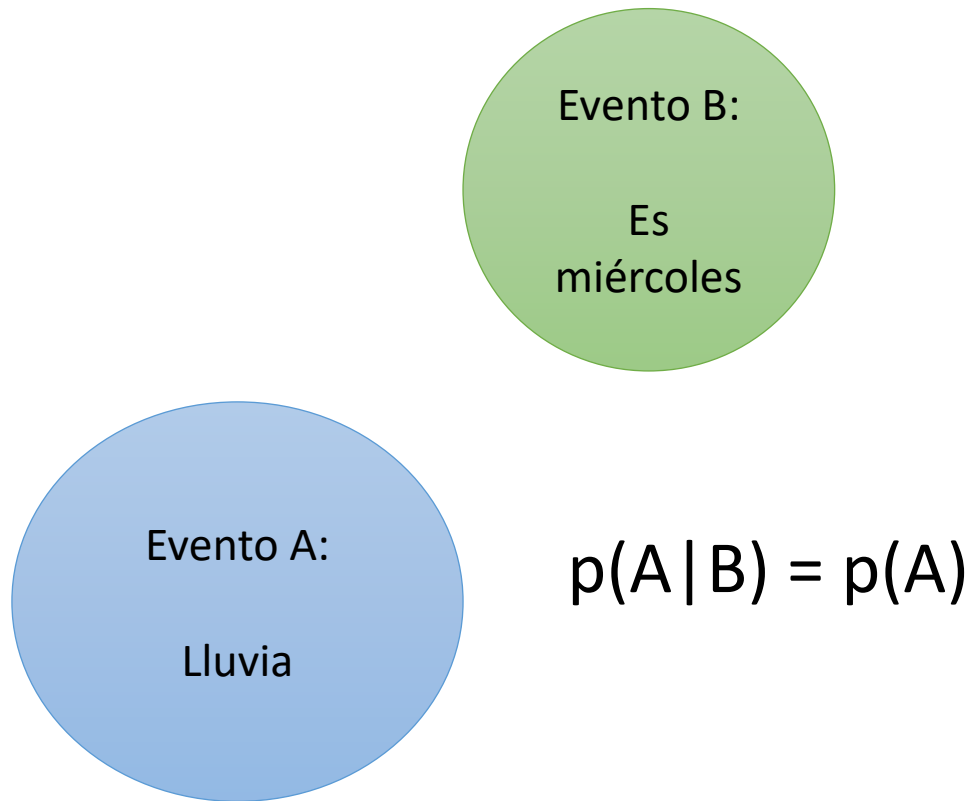 Evento B:
Es
miércoles
Evento A:
Lluvia
p(A|B) = p(A)